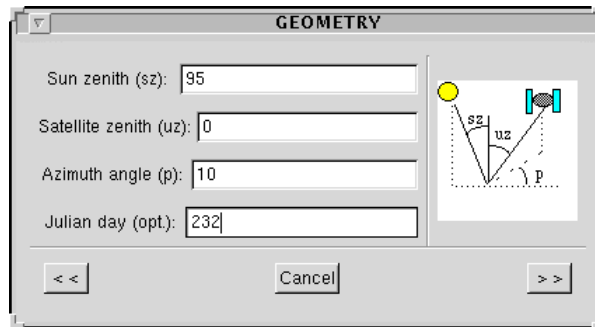 GEOMETRY
Sun zenith (sz): 95
Satellite zenith (uz): 0
Azimuth angle (p): 10
Julian day (opt.): 232
sz
uz
p
< <
Cancel
> >